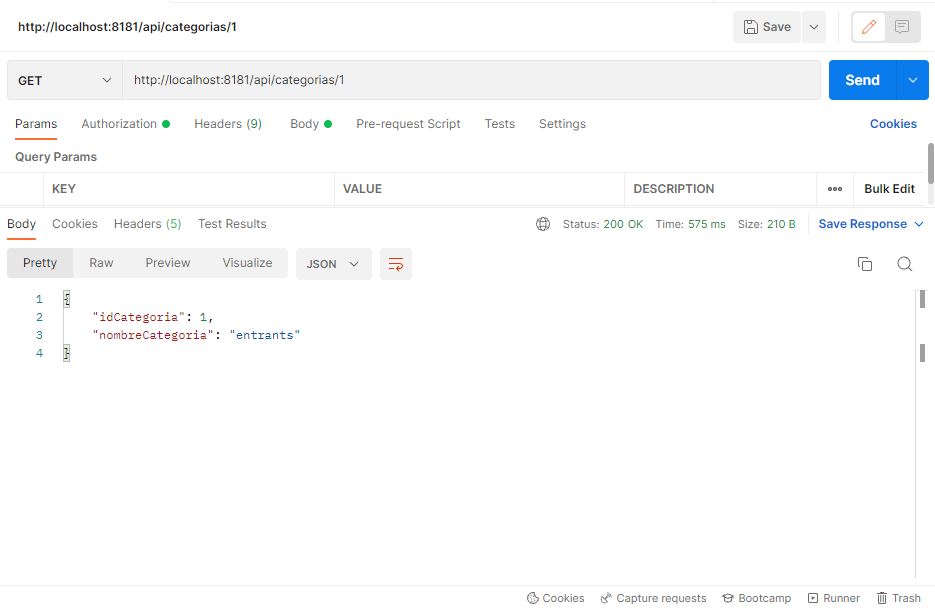 http://localhost:8181/api/categorias/1 Save
GET http://localhost:8181/api/categorias/1 Send
Params Authorization Headers (9) Body Pre-request Script Tests Settings Cookies
Query Params
KEY VALUE DESCRIPTION ••• Bulk Edit
Body Cookies Headers (5) Test Results Status: 200 OK Time: 575 ms Size: 210 B Save Response
Pretty Raw Preview Visualize JSON
1 {
2 "idCategoria": 1,
3 "nombreCategoria": "entrants"
4 }
Cookies Capture requests Bootcamp Runner Trash